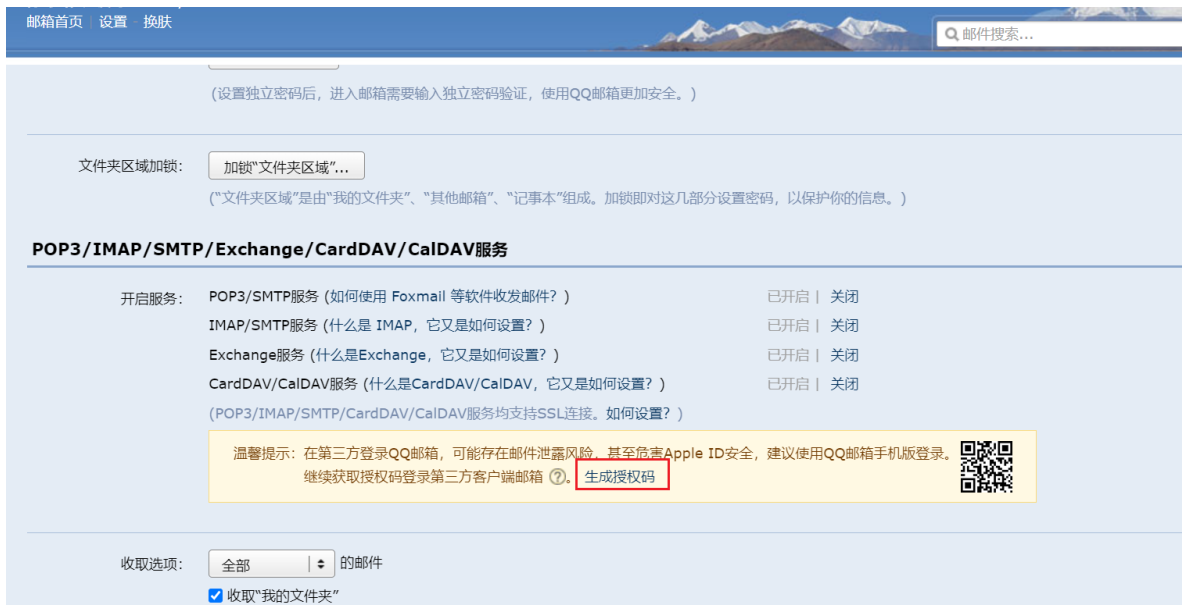 邮箱首页 | 设置 - 换肤
邮件搜索...
(设置独立密码后，进入邮箱需要输入独立密码验证，使用QQ邮箱更加安全。)
文件夹区域加锁： 加锁“文件夹区域”...
(“文件夹区域”是由“我的文件夹”、“其他邮箱”、“记事本”组成。加锁即对这几部分设置密码，以保护你的信息。)
POP3/IMAP/SMTP/Exchange/CardDAV/CalDAV服务
开启服务： POP3/SMTP服务 (如何使用 Foxmail 等软件收发邮件？) 已开启 | 关闭
IMAP/SMTP服务 (什么是 IMAP，它又是如何设置？) 已开启 | 关闭
Exchange服务 (什么是Exchange，它又是如何设置？) 已开启 | 关闭
CardDAV/CalDAV服务 (什么是CardDAV/CalDAV，它又是如何设置？) 已开启 | 关闭
(POP3/IMAP/SMTP/CardDAV/CalDAV服务均支持SSL连接。如何设置？)
温馨提示：在第三方登录QQ邮箱，可能存在邮件泄露风险，甚至危害Apple ID安全，建议使用QQ邮箱手机版登录。
继续获取授权码登录第三方客户端邮箱 ?。生成授权码
收取选项： 全部 的邮件
收取“我的文件夹”